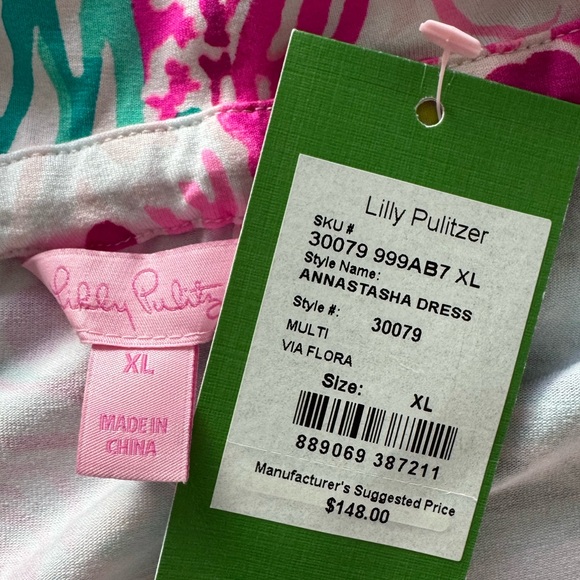 Lilly Pulitzer
XL
MADE IN
CHINA
Lilly Pulitzer
SKU #
30079 999AB7 XL
Style Name:
ANNASTASHA DRESS
Style #: 30079
MULTI
VIA FLORA
Size: XL
889069 387211
Manufacturer's Suggested Price
$148.00